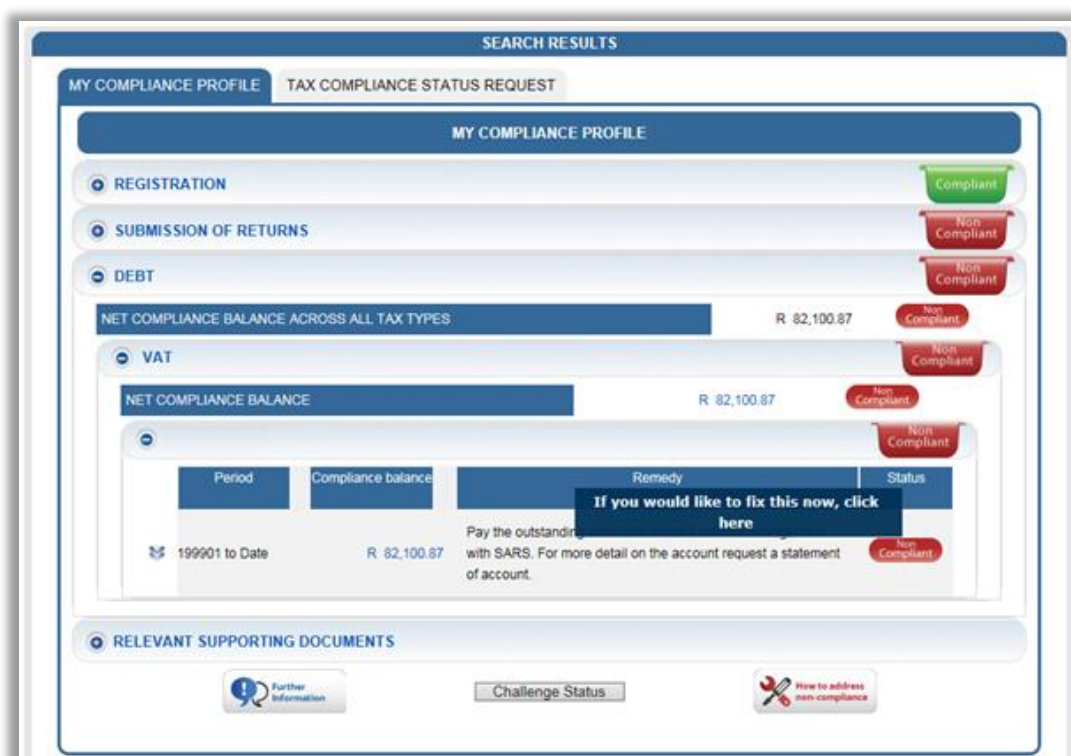 SEARCH RESULTS
MY COMPLIANCE PROFILE
TAX COMPLIANCE STATUS REQUEST
MY COMPLIANCE PROFILE
REGISTRATION
Compliant
SUBMISSION OF RETURNS
Non
Compliant
DEBT
Non
Compliant
NET COMPLIANCE BALANCE ACROSS ALL TAX TYPES
R 82,100.87
Non
Compliant
VAT
Non
Compliant
NET COMPLIANCE BALANCE
R 82,100.87
Non
Compliant
Non
Compliant
Period
Compliance balance
Remedy
Status
If you would like to fix this now, click
here
199901 to Date
R 82,100.87
Pay the outstanding
with SARS. For more detail on the account request a statement
of account.
Non
Compliant
RELEVANT SUPPORTING DOCUMENTS
Further
Information
Challenge Status
How to address
non-compliance